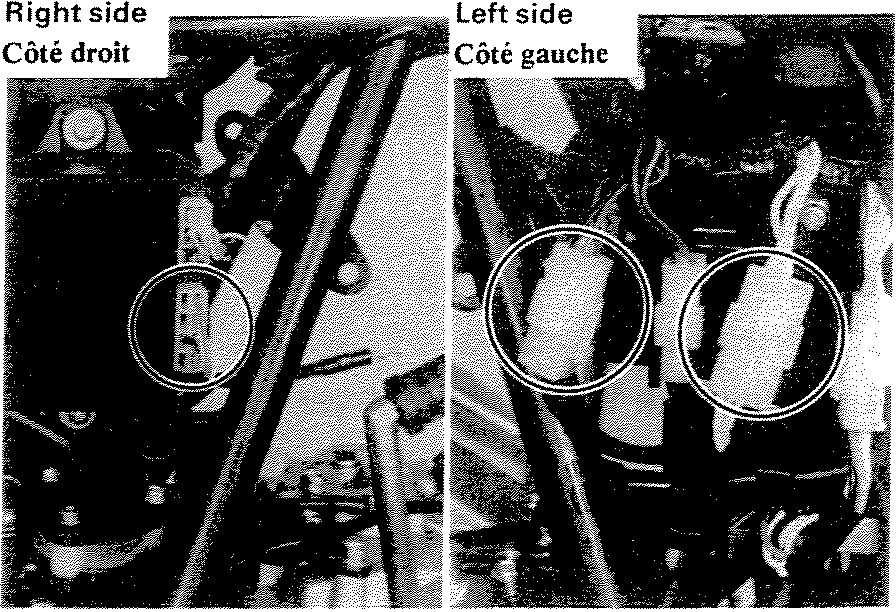 Right side
Côté droit
Left side
Côté gauche